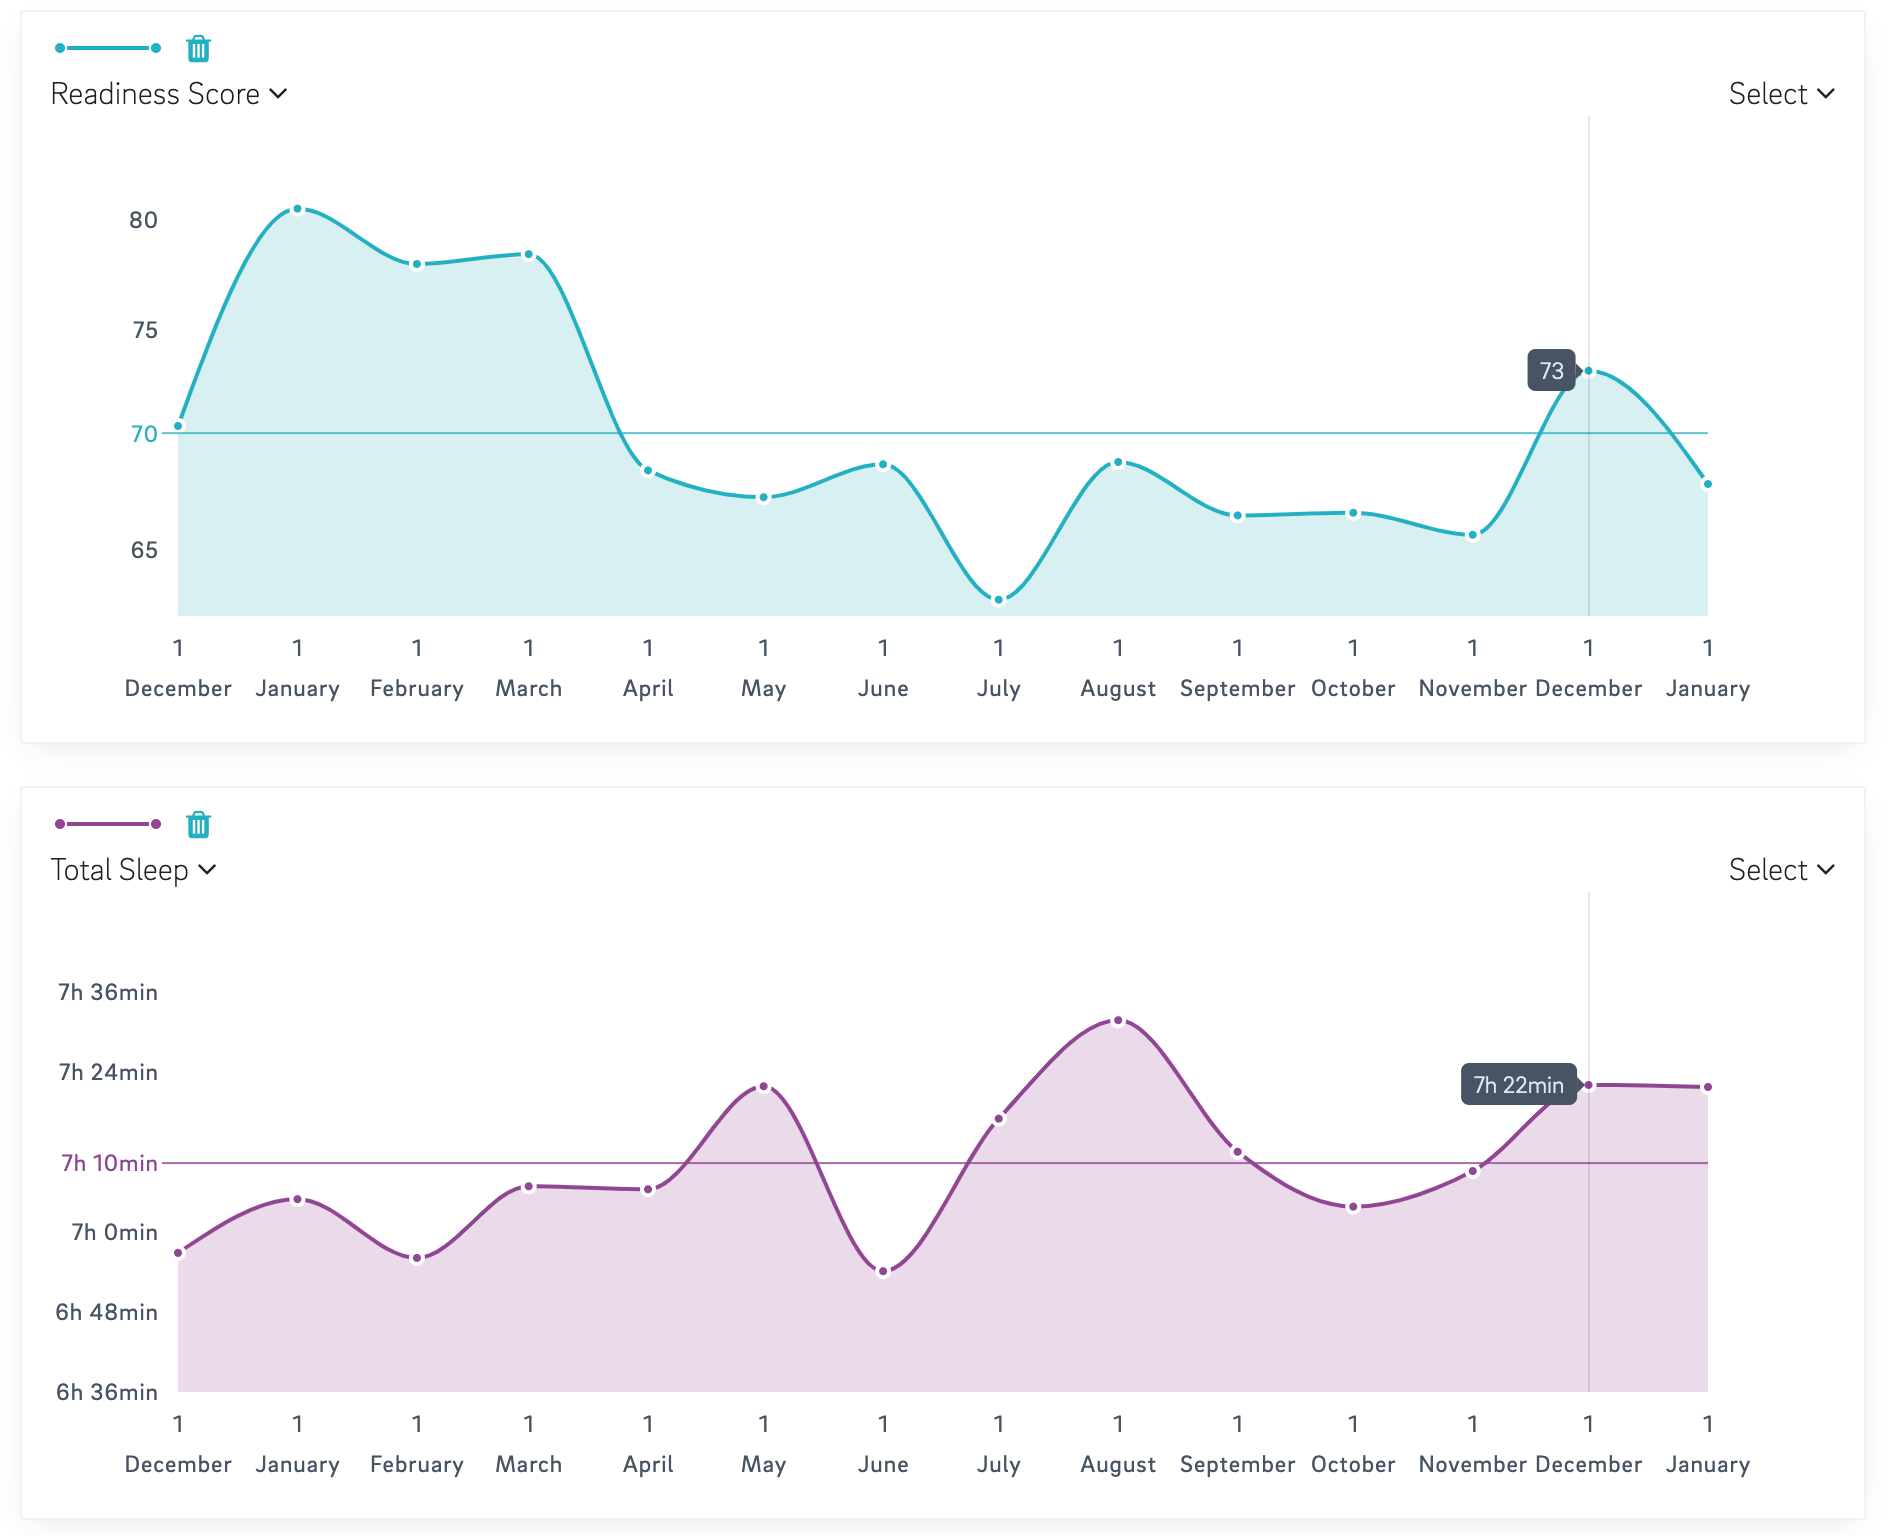 Readiness Score
Select
80
75
70
65
73
1 1 1 1 1 1 1 1 1 1 1 1 1 1
December January February March April May June July August September October November December January
Total Sleep
Select
7h 36min
7h 24min
7h 10min
7h 0min
6h 48min
6h 36min
7h 22min
1 1 1 1 1 1 1 1 1 1 1 1 1 1
December January February March April May June July August September October November December January